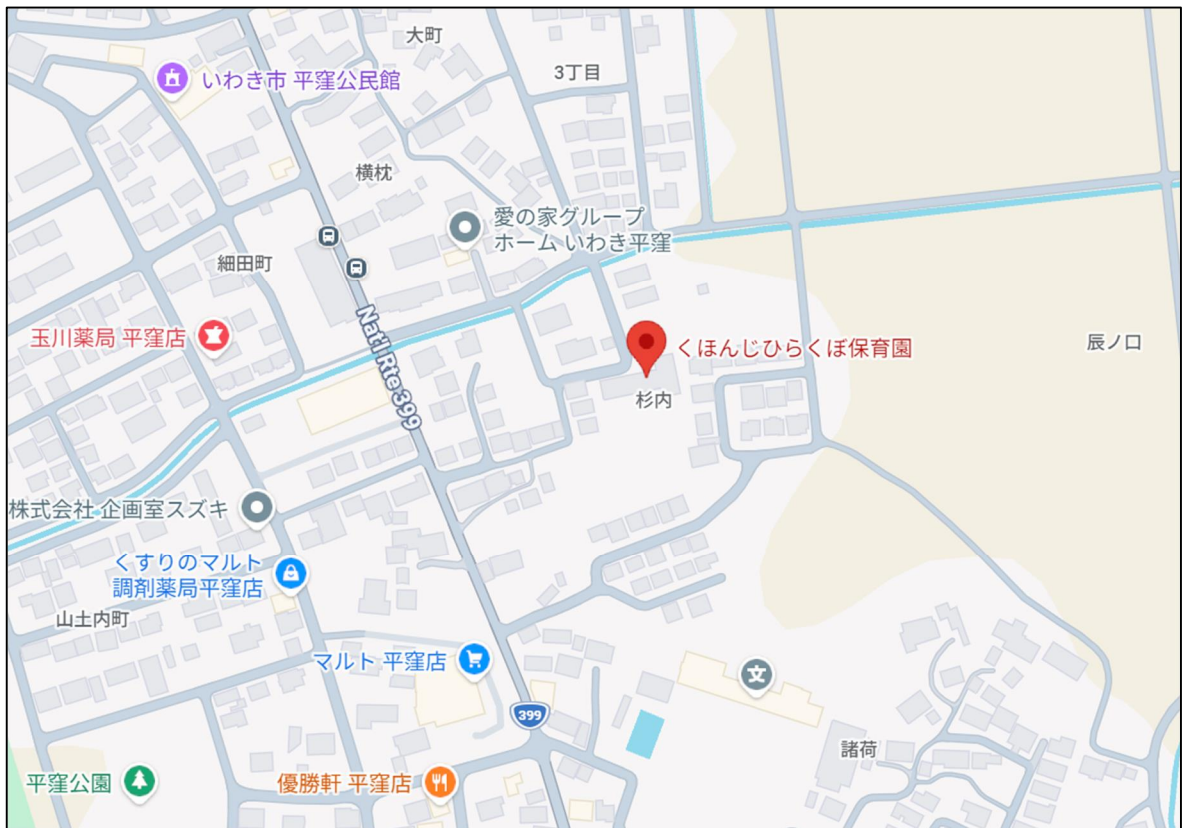 大町
3丁目
いわき市 平窪公民館
横枕
愛の家グループ
ホーム いわき平窪
細田町
玉川薬局 平窪店
Nat'l Rte 399
くほんじひらくぼ保育園
辰ノ口
杉内
株式会社 企画室スズキ
くすりのマルト
調剤薬局平窪店
山土内町
マルト 平窪店
文
399
諸荷
平窪公園
優勝軒 平窪店